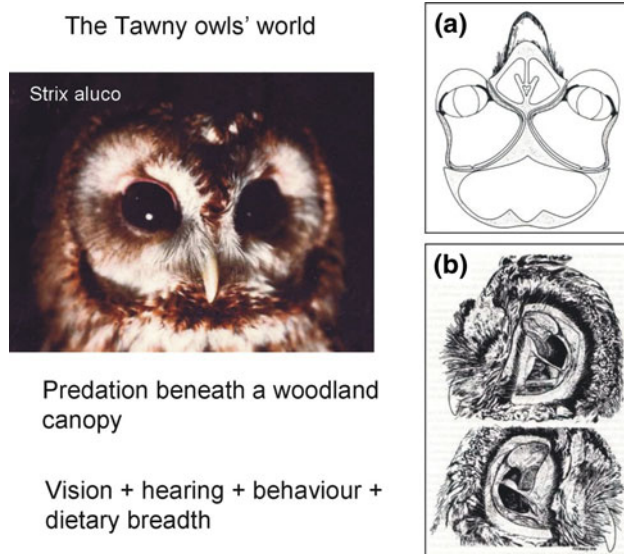 The Tawny owls’ world
Strix aluco
Predation beneath a woodland
canopy
Vision + hearing + behaviour +
dietary breadth
(a)
(b)